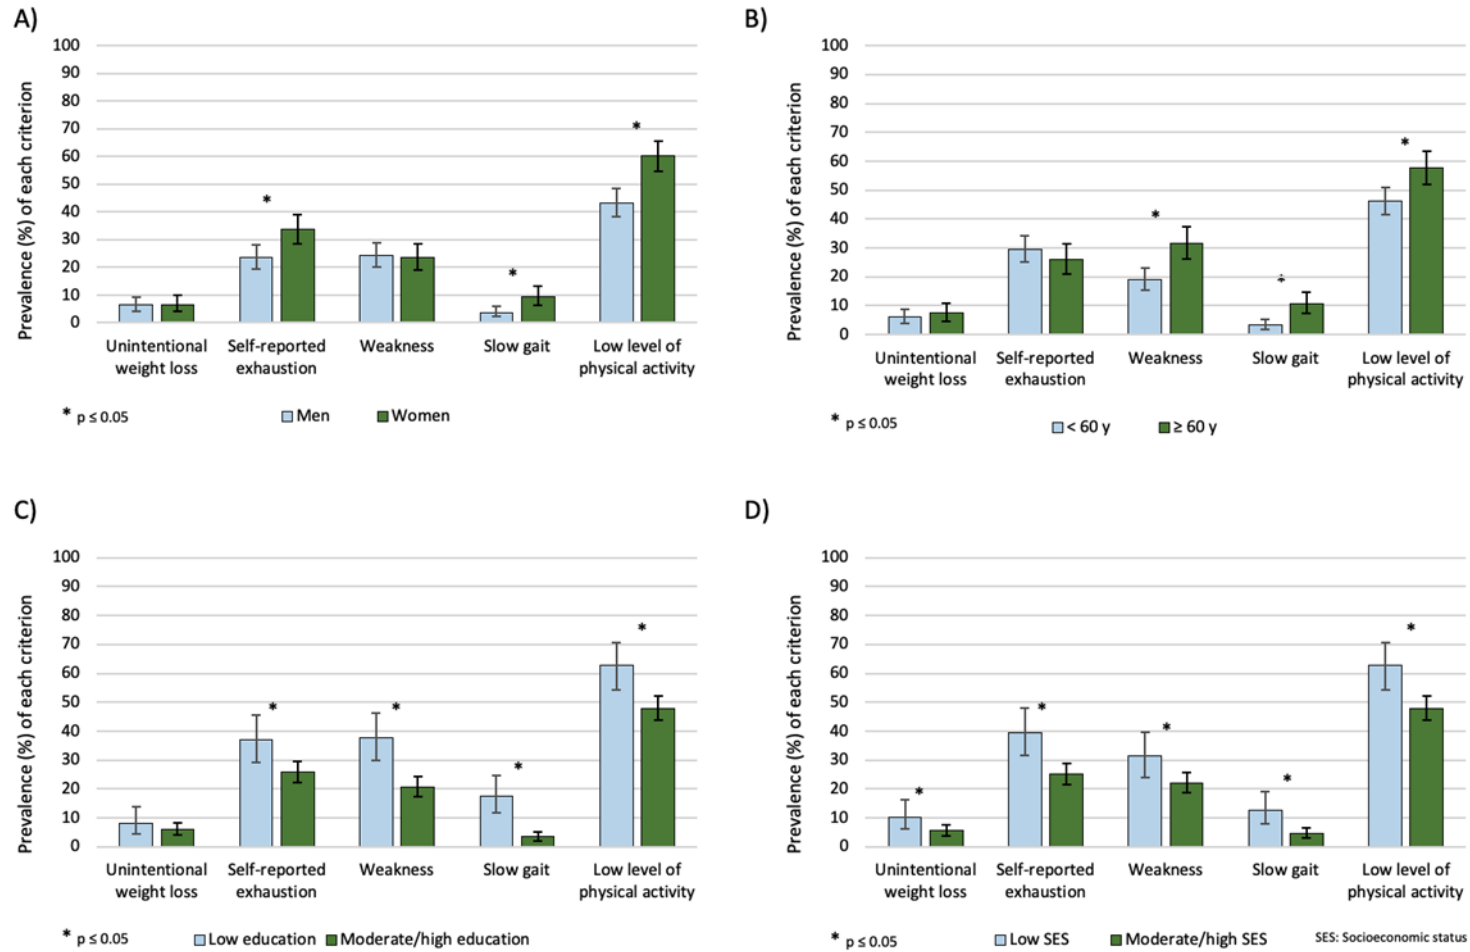 A)
Prevalence (%) of each criterion
100
90
80
70
60
50
40
30
20
10
0
*
*
*
Unintentional weight loss
Self-reported exhaustion
Weakness
Slow gait
Low level of physical activity
* p ≤ 0.05
Men
Women
B)
Prevalence (%) of each criterion
100
90
80
70
60
50
40
30
20
10
0
*
*
*
Unintentional weight loss
Self-reported exhaustion
Weakness
Slow gait
Low level of physical activity
* p ≤ 0.05
< 60 y
≥ 60 y
C)
Prevalence (%) of each criterion
100
90
80
70
60
50
40
30
20
10
0
*
*
*
*
Unintentional weight loss
Self-reported exhaustion
Weakness
Slow gait
Low level of physical activity
* p ≤ 0.05
Low education
Moderate/high education
D)
Prevalence (%) of each criterion
100
90
80
70
60
50
40
30
20
10
0
*
*
*
*
*
Unintentional weight loss
Self-reported exhaustion
Weakness
Slow gait
Low level of physical activity
* p ≤ 0.05
Low SES
Moderate/high SES
SES: Socioeconomic status